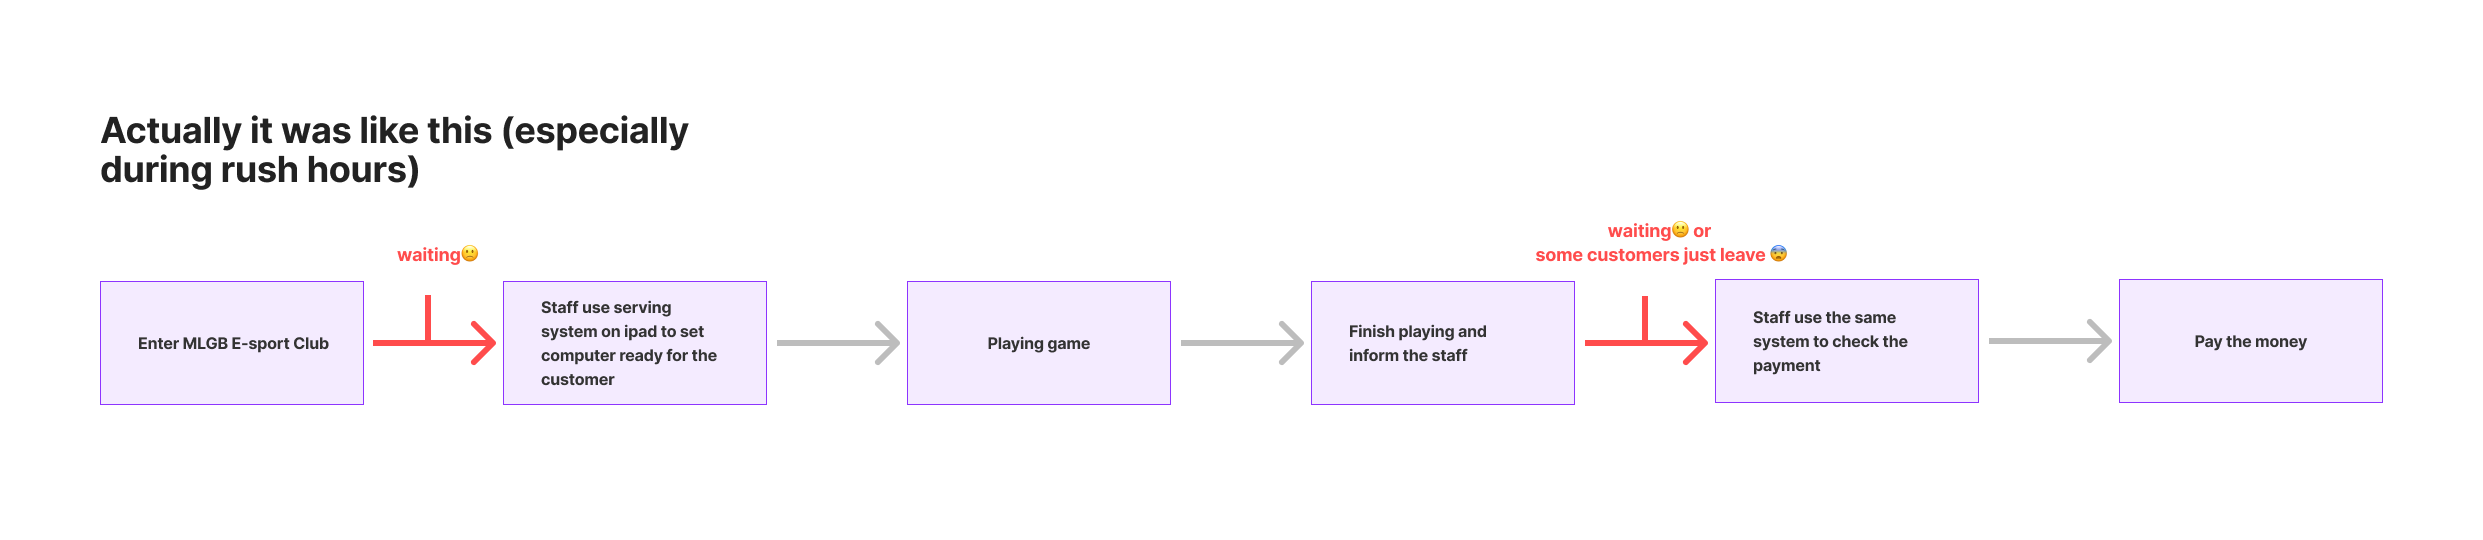 Actually it was like this (especially
during rush hours)
waiting🙁
waiting🙁 or
some customers just leave 😨
Enter MLGB E-sport Club
Staff use serving
system on ipad to set
computer ready for the
customer
Playing game
Finish playing and
inform the staff
Staff use the same
system to check the
payment
Pay the money